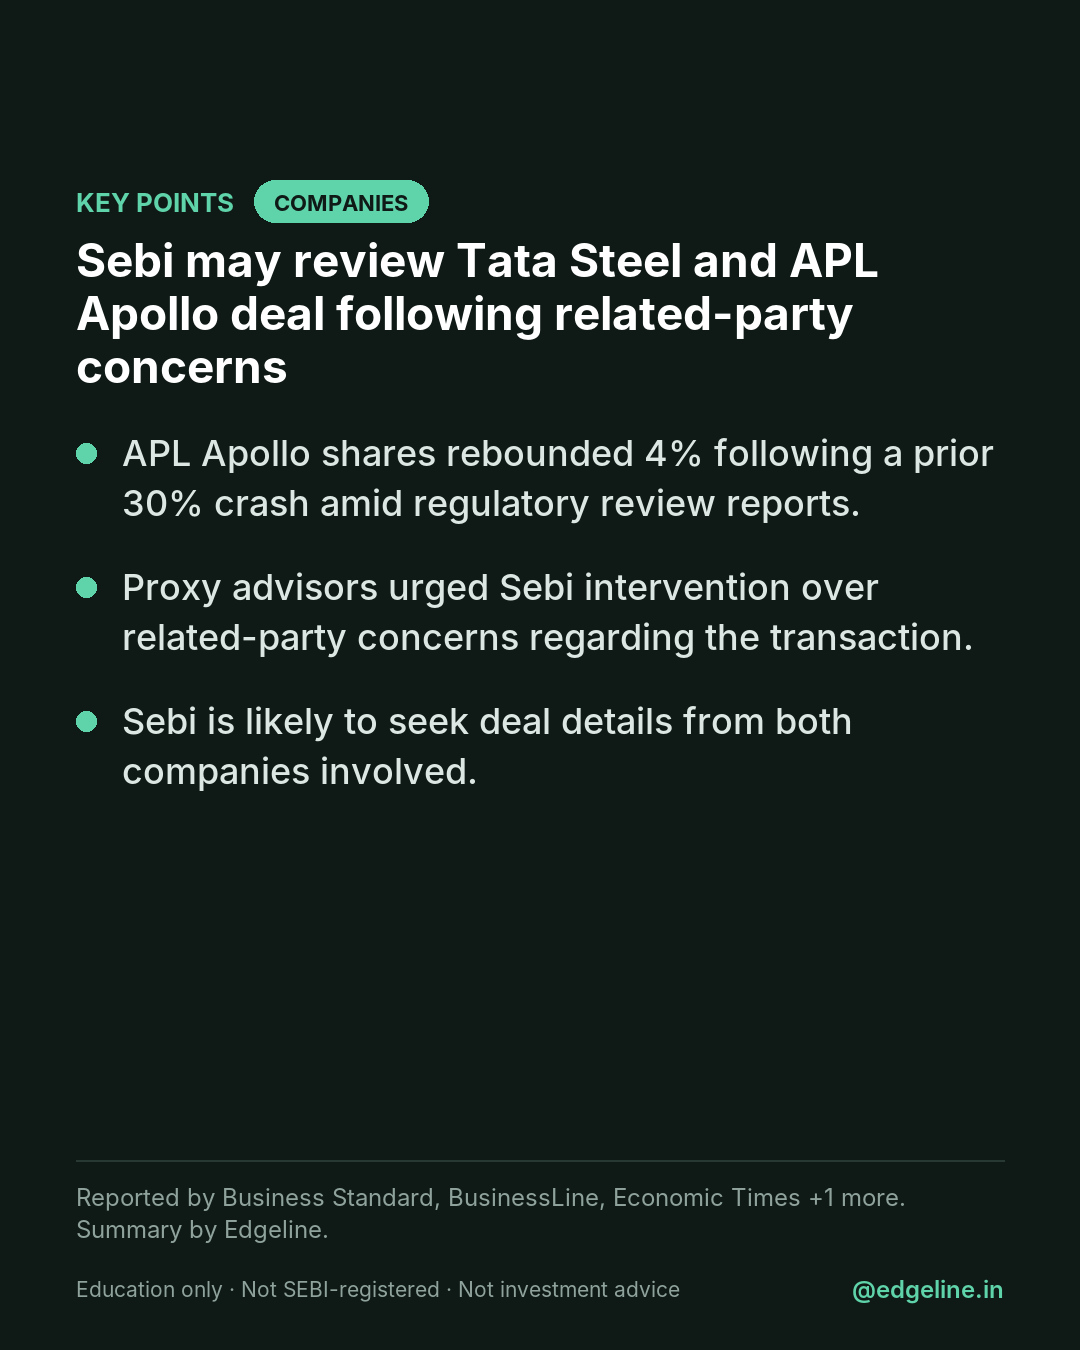 KEY POINTS COMPANIES
Sebi may review Tata Steel and APL
Apollo deal following related-party
concerns
APL Apollo shares rebounded 4% following a prior
30% crash amid regulatory review reports.
Proxy advisors urged Sebi intervention over
related-party concerns regarding the transaction.
Sebi is likely to seek deal details from both
companies involved.
Reported by Business Standard, BusinessLine, Economic Times +1 more.
Summary by Edgeline.
Education only · Not SEBI-registered · Not investment advice @edgeline.in